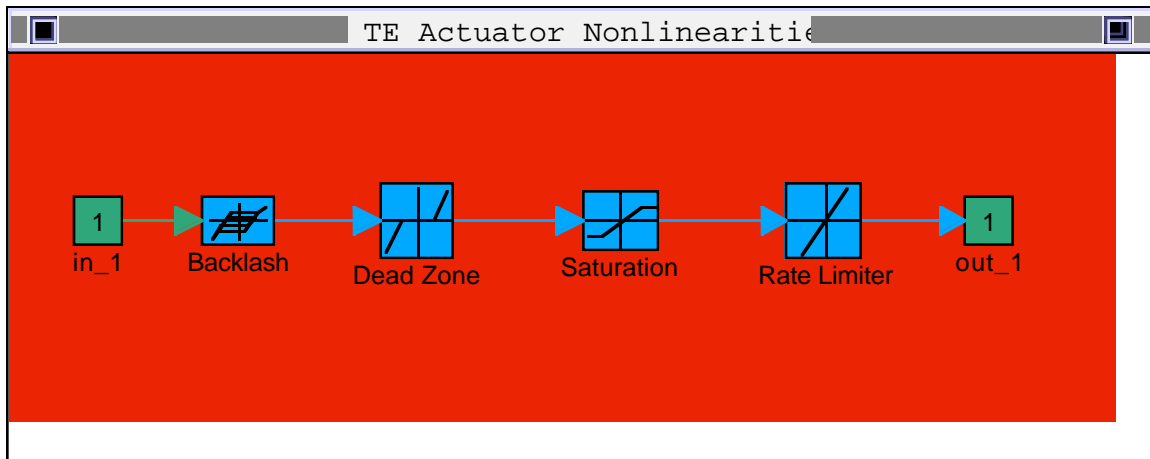 TE Actuator Nonlinearitie
1
1
in_1
Backlash
Dead Zone
Saturation
Rate Limiter
out_1